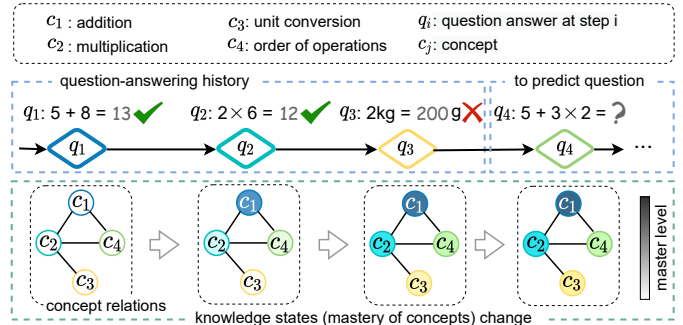 c1 : addition
c3 : unit conversion
qi : question answer at step i
c2 : multiplication
c4 : order of operations
cj : concept
question-answering history
to predict question
q1: 5 + 8 = 13
q2: 2×6 = 12
q3: 2kg = 200g
q4: 5 + 3×2 = ?
q1
q2
q3
q4
...
c1
c2
c4
c3
c1
c2
c4
c3
c1
c2
c4
c3
c1
c2
c4
c3
master level
concept relations
knowledge states (mastery of concepts) change